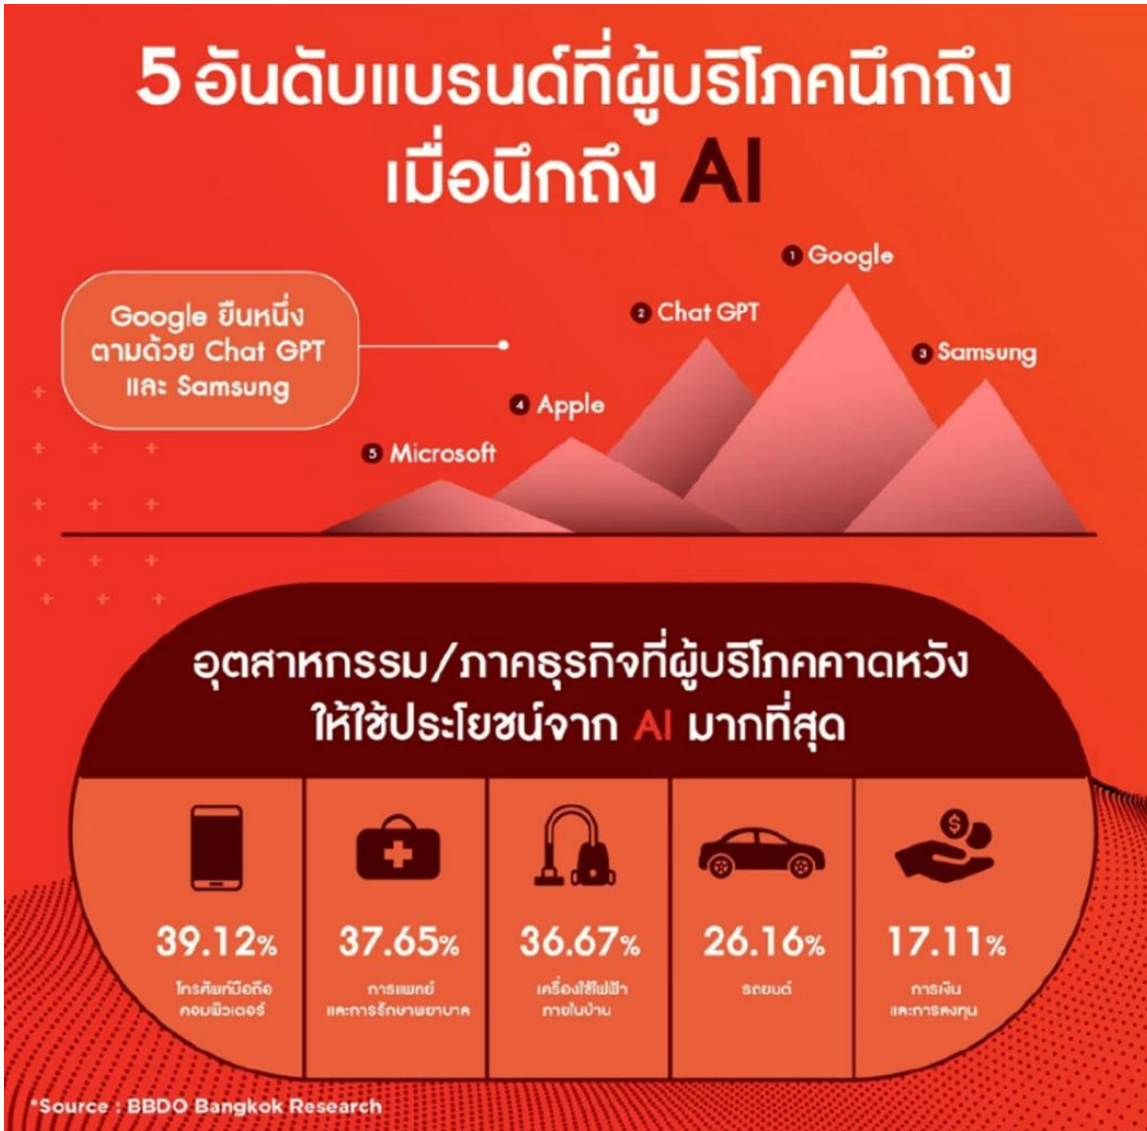 5 อันดับแบรนด์ที่ผู้บริโภคนึกถึง
เมื่อนึกถึง AI
Google ยืนหนึ่ง
ตามด้วย Chat GPT
และ Samsung
1 Google
2 Chat GPT
3 Samsung
4 Apple
5 Microsoft
อุตสาหกรรม/ภาคธุรกิจที่ผู้บริโภคคาดหวัง
ให้ใช้ประโยชน์จาก AI มากที่สุด
39.12%
โทรศัพท์มือถือ
คอมพิวเตอร์
37.65%
การแพทย์
และการรักษาพยาบาล
36.67%
เครื่องใช้ไฟฟ้า
ภายในบ้าน
26.16%
รถยนต์
17.11%
การเงิน
และการลงทุน
*Source : BBDO Bangkok Research